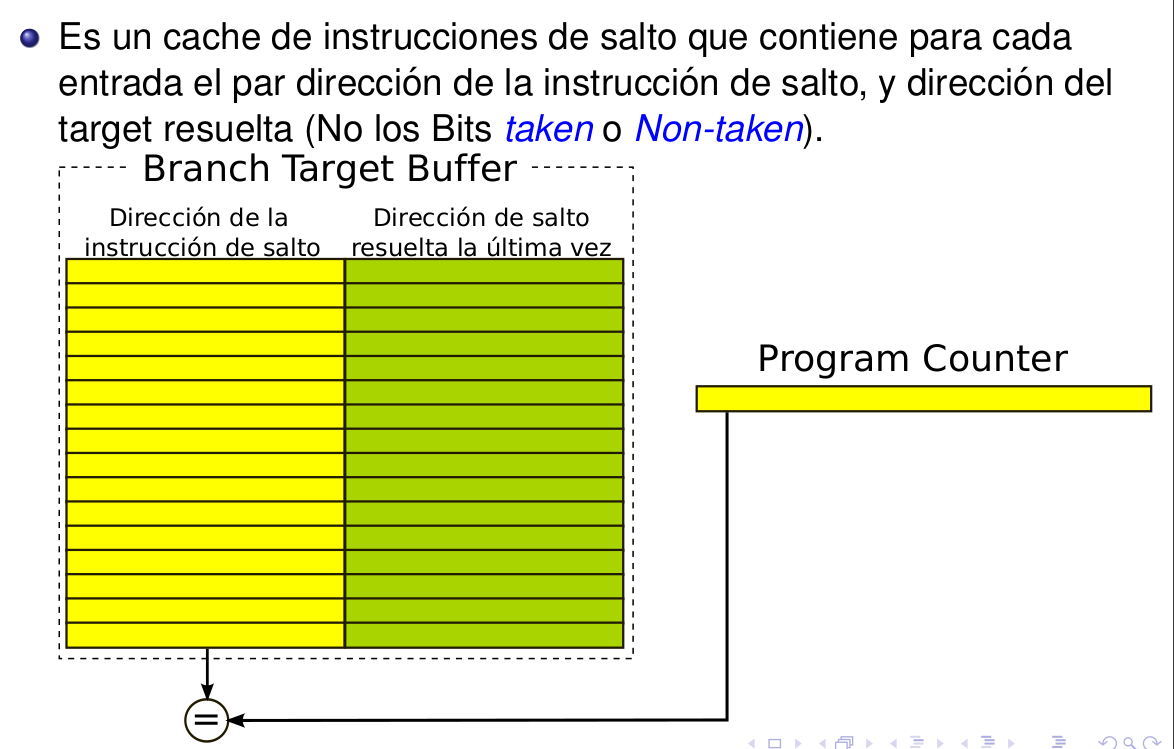 Es un cache de instrucciones de salto que contiene para cada
entrada el par dirección de la instrucción de salto, y dirección del
target resuelta (No los Bits taken o Non-taken).
Branch Target Buffer
Dirección de la
instrucción de salto
Dirección de salto
resuelta la última vez
Program Counter
=